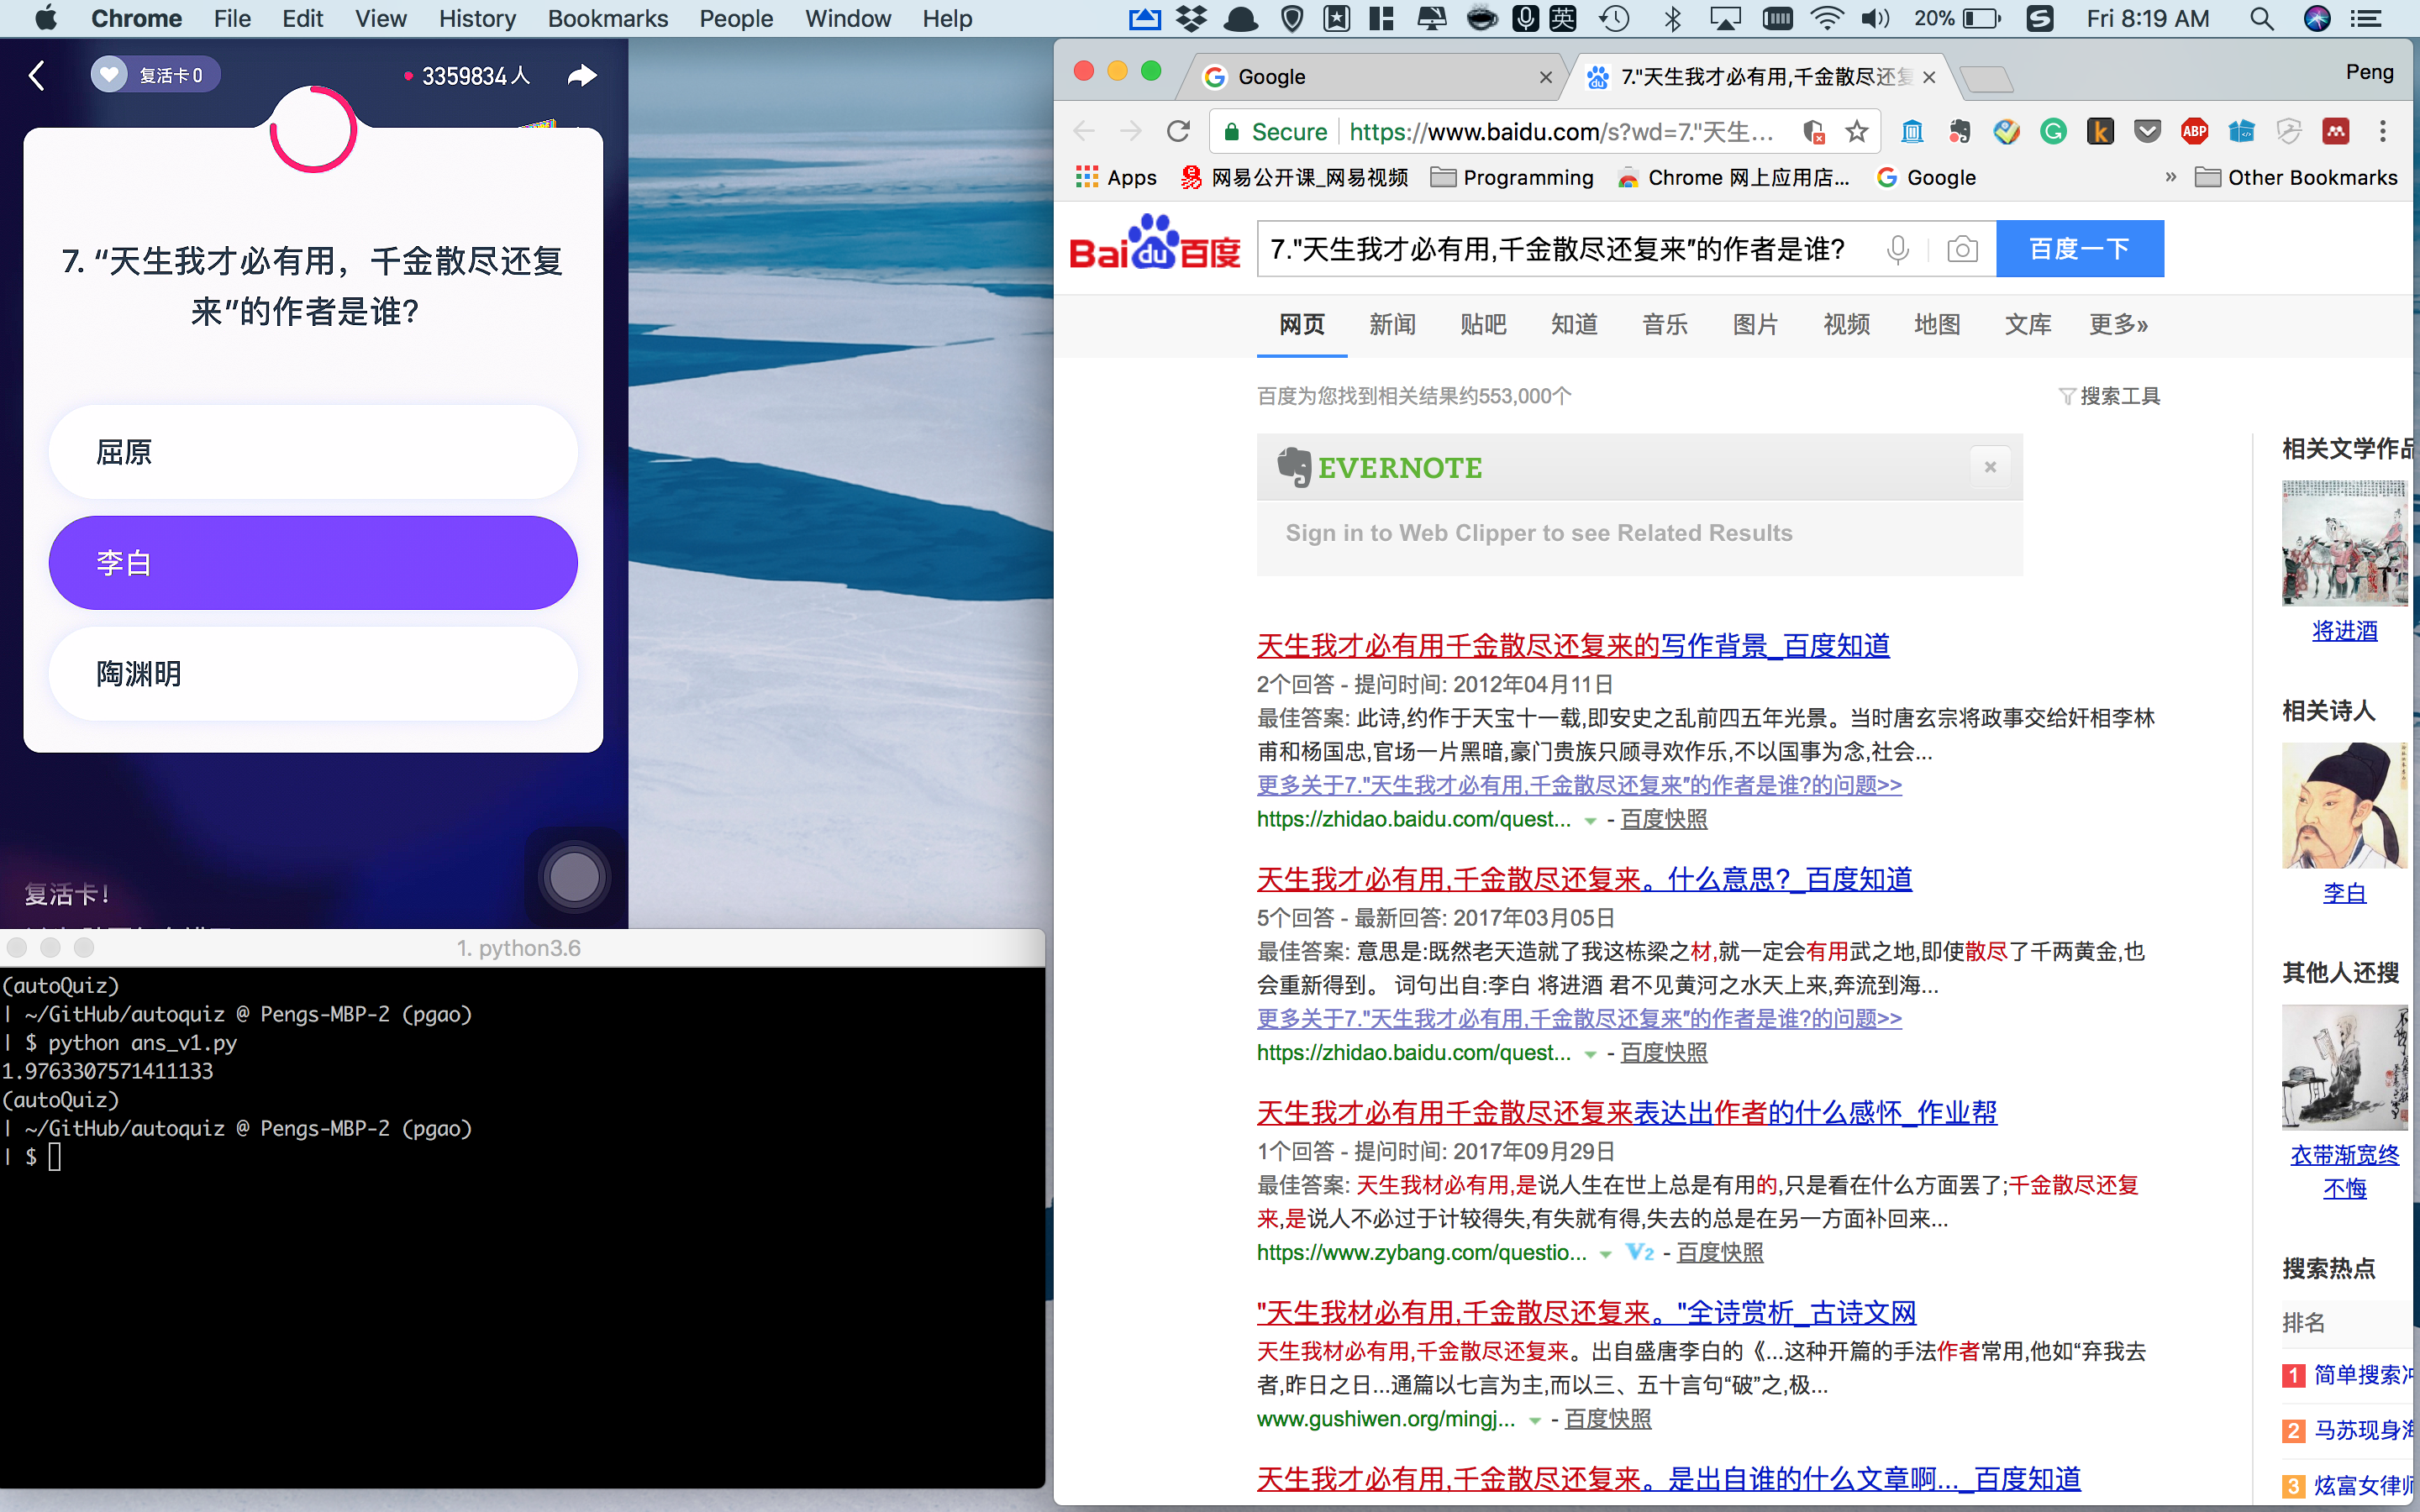 Chrome File Edit View History Bookmarks People Window Help
英 20% Fri 8:19 AM
复活卡 0
3359834 人
7. “天生我才必有用，千金散尽还复
来”的作者是谁?
屈原
李白
陶渊明
复活卡!
1. python3.6
(autoQuiz)
| ~/GitHub/autoquiz @ Pengs-MBP-2 (pgao)
| $ python ans_v1.py
1.9763307571411133
(autoQuiz)
| ~/GitHub/autoquiz @ Pengs-MBP-2 (pgao)
| $
Google
7."天生我才必有用,千金散尽还复
Peng
Secure https://www.baidu.com/s?wd=7."天生...
ABP
Apps 网易公开课_网易视频 Programming Chrome 网上应用店... Google » Other Bookmarks
Bai du 百度
7."天生我才必有用,千金散尽还复来"的作者是谁?
百度一下
网页 新闻 贴吧 知道 音乐 图片 视频 地图 文库 更多»
百度为您找到相关结果约553,000个
搜索工具
EVERNOTE
Sign in to Web Clipper to see Related Results
天生我才必有用千金散尽还复来的写作背景_百度知道
2个回答 - 提问时间: 2012年04月11日
最佳答案: 此诗,约作于天宝十一载,即安史之乱前四五年光景。当时唐玄宗将政事交给奸相李林
甫和杨国忠,官场一片黑暗,豪门贵族只顾寻欢作乐,不以国事为念,社会...
更多关于7."天生我才必有用,千金散尽还复来"的作者是谁?的问题>>
https://zhidao.baidu.com/quest... - 百度快照
天生我才必有用,千金散尽还复来。什么意思?_百度知道
5个回答 - 最新回答: 2017年03月05日
最佳答案: 意思是:既然老天造就了我这栋梁之材,就一定会有用武之地,即使散尽了千两黄金,也
会重新得到。 词句出自:李白 将进酒 君不见黄河之水天上来,奔流到海...
更多关于7."天生我才必有用,千金散尽还复来"的作者是谁?的问题>>
https://zhidao.baidu.com/quest... - 百度快照
天生我才必有用千金散尽还复来表达出作者的什么感怀_作业帮
1个回答 - 提问时间: 2017年09月29日
最佳答案: 天生我材必有用,是说人生在世上总是有用的,只是看在什么方面罢了;千金散尽还复
来,是说人不必过于计较得失,有失就有得,失去的总是在另一方面补回来...
https://www.zybang.com/questio... V2 - 百度快照
"天生我材必有用,千金散尽还复来。"全诗赏析_古诗文网
天生我材必有用,千金散尽还复来。出自盛唐李白的《...这种开篇的手法作者常用,他如“弃我去
者,昨日之日...通篇以七言为主,而以三、五十言句“破”之,极...
www.gushiwen.org/mingj... - 百度快照
天生我才必有用,千金散尽还复来。是出自谁的什么文章啊..._百度知道
相关文学作品
将进酒
相关诗人
李白
其他人还搜
衣带渐宽终
不悔
搜索热点
排名
1 简单搜索
2 马苏现身
3 炫富女律师